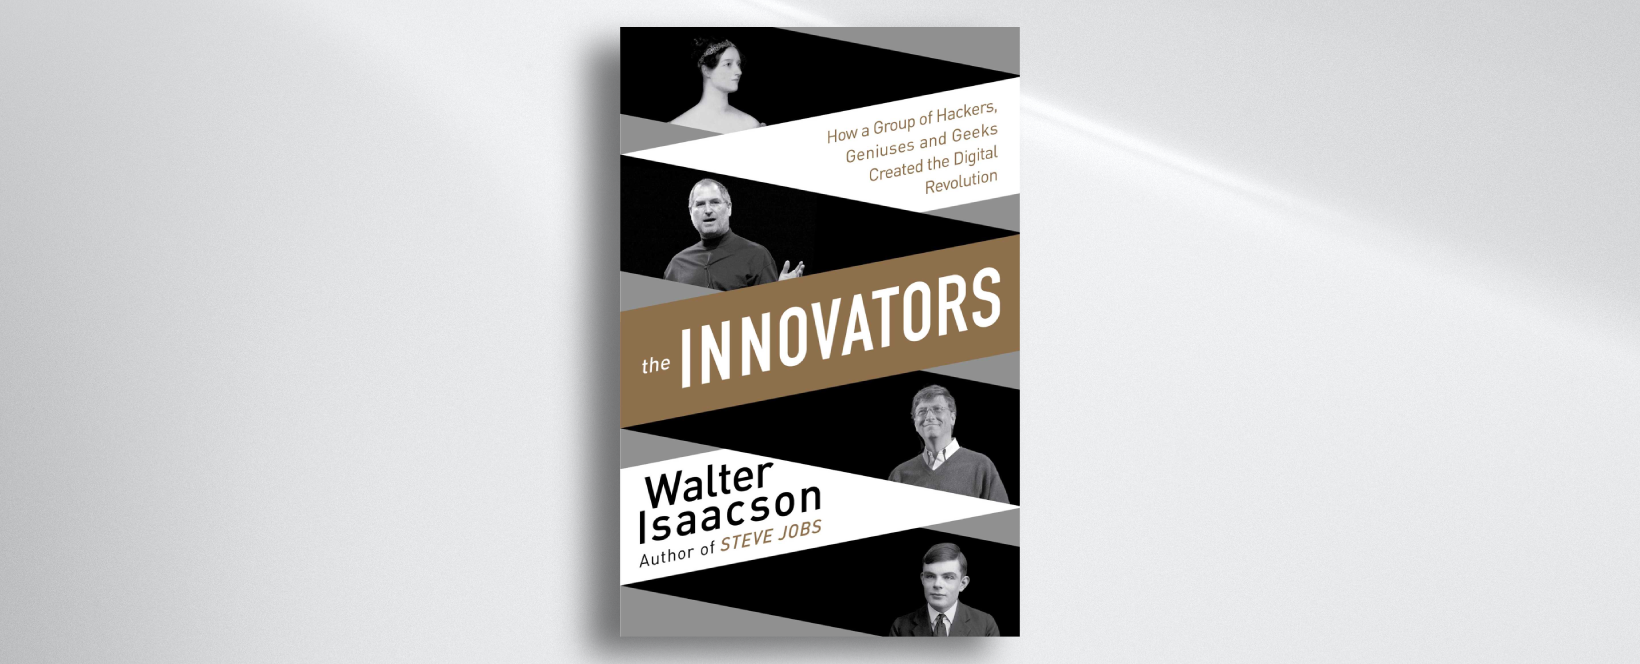 How a Group of Hackers,
Geniuses and Geeks
Created the Digital
Revolution
the INNOVATORS
Walter
Isaacson
Author of STEVE JOBS